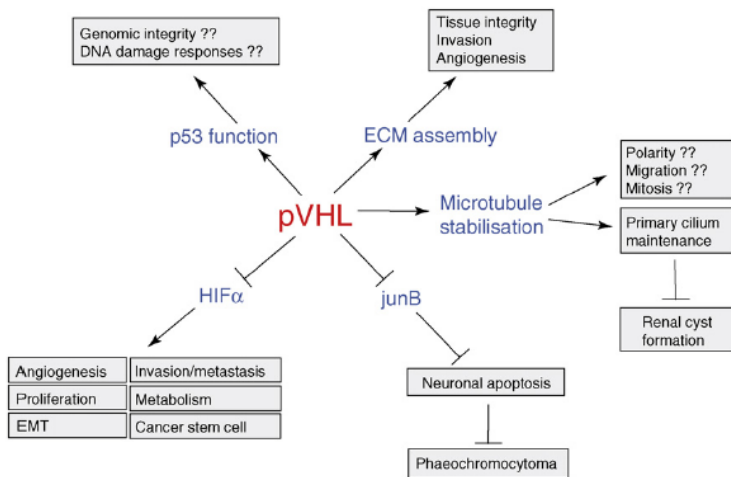 Genomic integrity ??
DNA damage responses ??
Tissue integrity
Invasion
Angiogenesis
p53 function
ECM assembly
Polarity ??
Migration ??
Mitosis ??
pVHL
Microtubule
stabilisation
Primary cilium
maintenance
HIFα
junB
Renal cyst
formation
Angiogenesis
Invasion/metastasis
Proliferation
Metabolism
EMT
Cancer stem cell
Neuronal apoptosis
Phaeochromocytoma